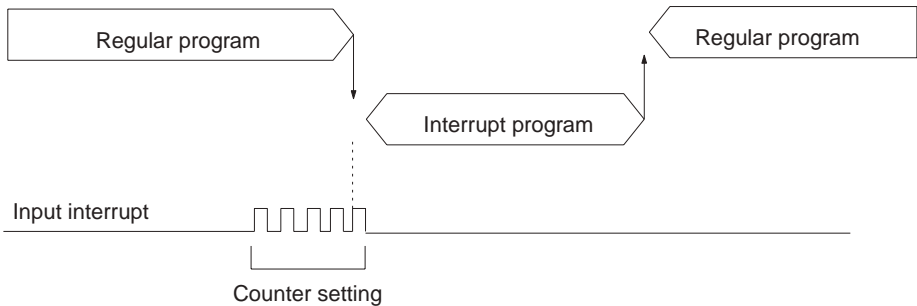 Regular program
Regular program
Interrupt program
Input interrupt
Counter setting